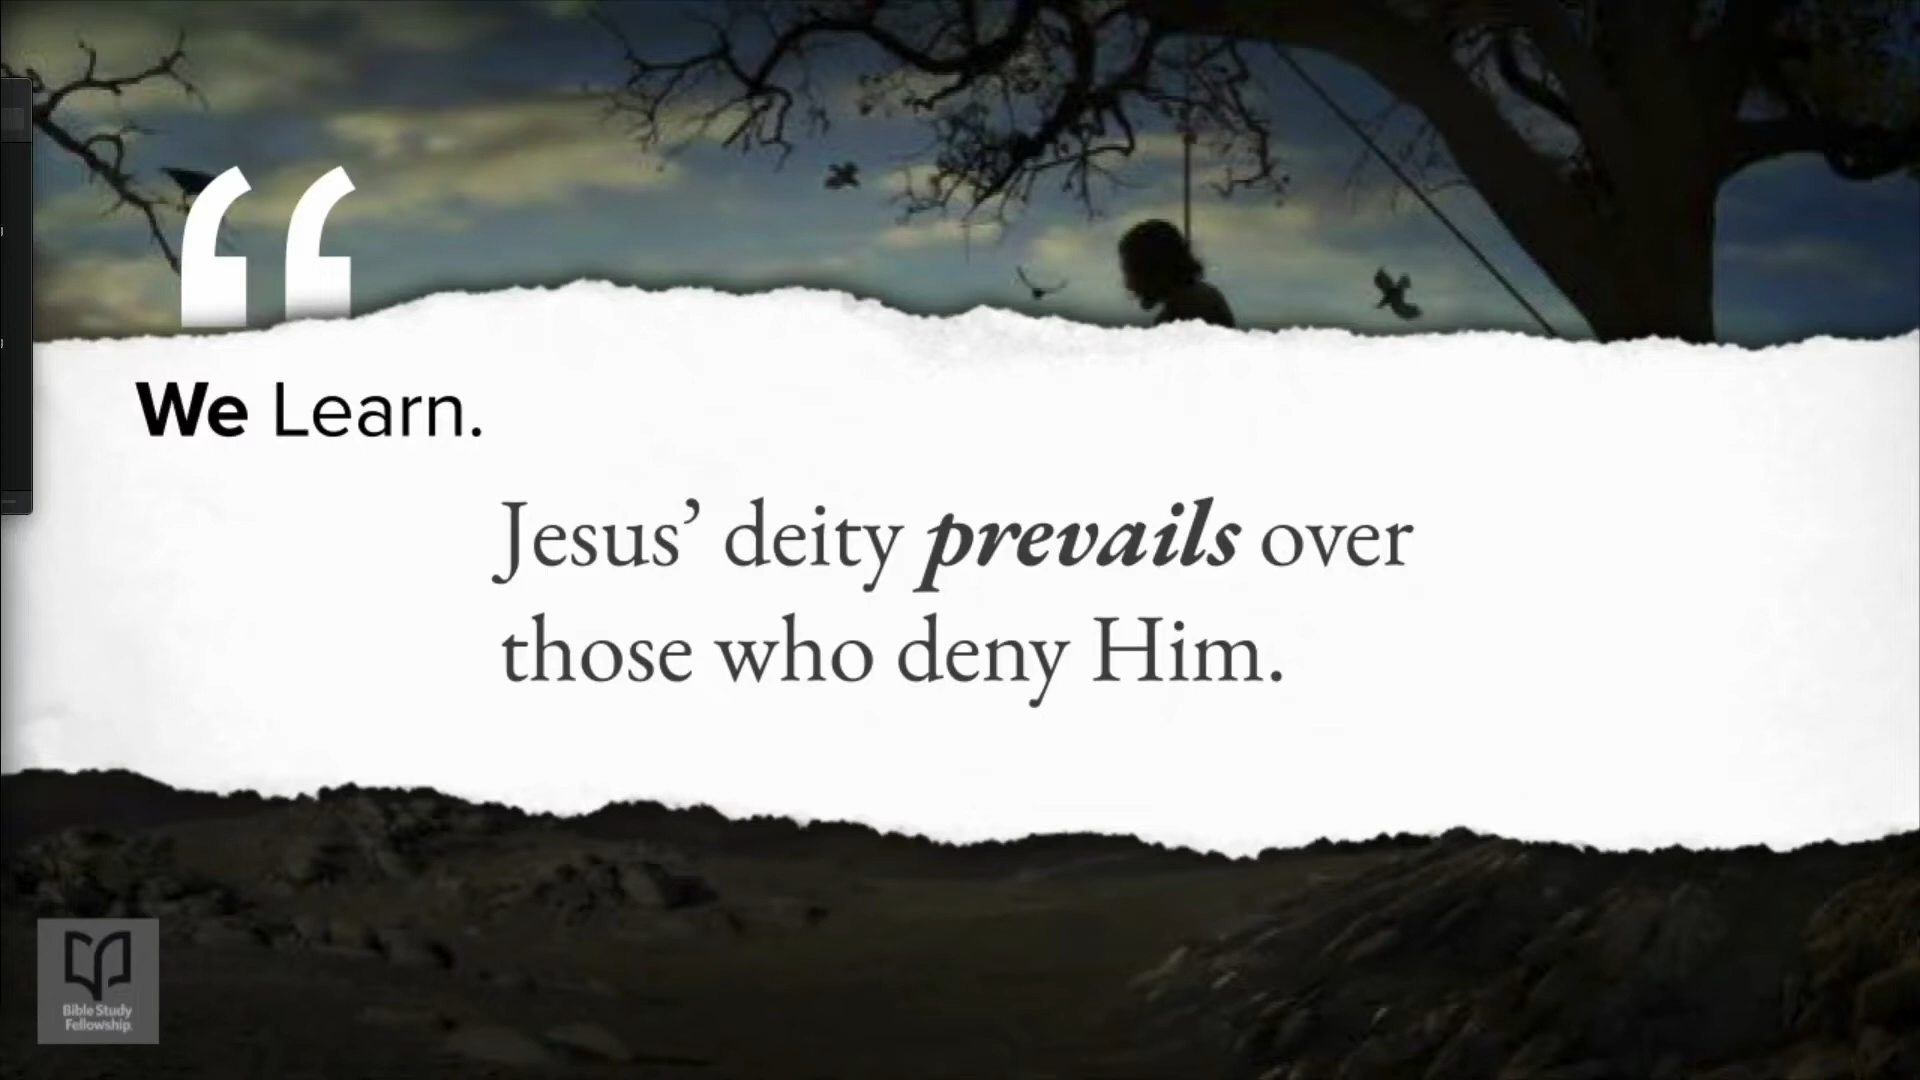 “
We Learn.
Jesus’ deity prevails over
those who deny Him.
Bible Study
Fellowship